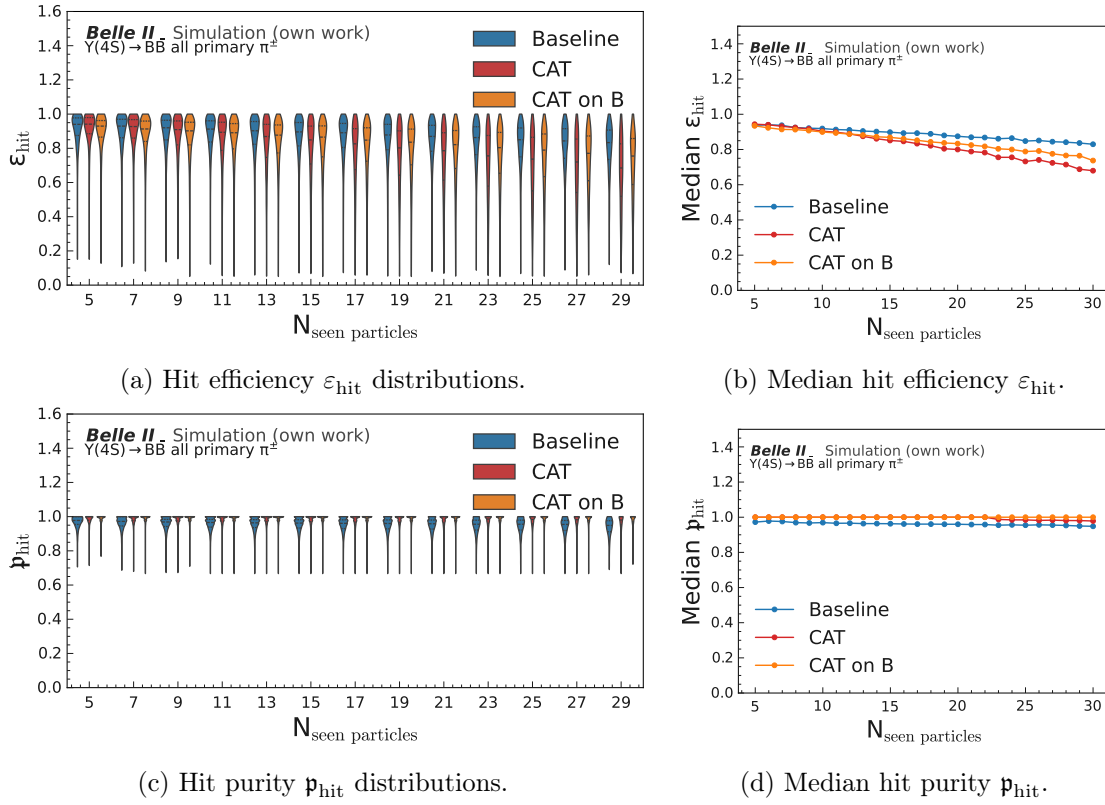 Belle II Simulation (own work)
Υ(4S) → BB̄ all primary π±
Baseline
CAT
CAT on B
ε_hit
1.6
1.4
1.2
1.0
0.8
0.6
0.4
0.2
0.0
5 7 9 11 13 15 17 19 21 23 25 27 29
N_seen particles
(a) Hit efficiency ε_hit distributions.
Belle II Simulation (own work)
Υ(4S) → BB̄ all primary π±
Median ε_hit
1.6
1.4
1.2
1.0
0.8
0.6
0.4
0.2
0.0
Baseline
CAT
CAT on B
5 10 15 20 25 30
N_seen particles
(b) Median hit efficiency ε_hit.
Belle II Simulation (own work)
Υ(4S) → BB̄ all primary π±
Baseline
CAT
CAT on B
𝔭_hit
1.6
1.4
1.2
1.0
0.8
0.6
0.4
0.2
0.0
5 7 9 11 13 15 17 19 21 23 25 27 29
N_seen particles
(c) Hit purity 𝔭_hit distributions.
Belle II Simulation (own work)
Υ(4S) → BB̄ all primary π±
Median 𝔭_hit
1.6
1.4
1.2
1.0
0.8
0.6
0.4
0.2
0.0
Baseline
CAT
CAT on B
5 10 15 20 25 30
N_seen particles
(d) Median hit purity 𝔭_hit.